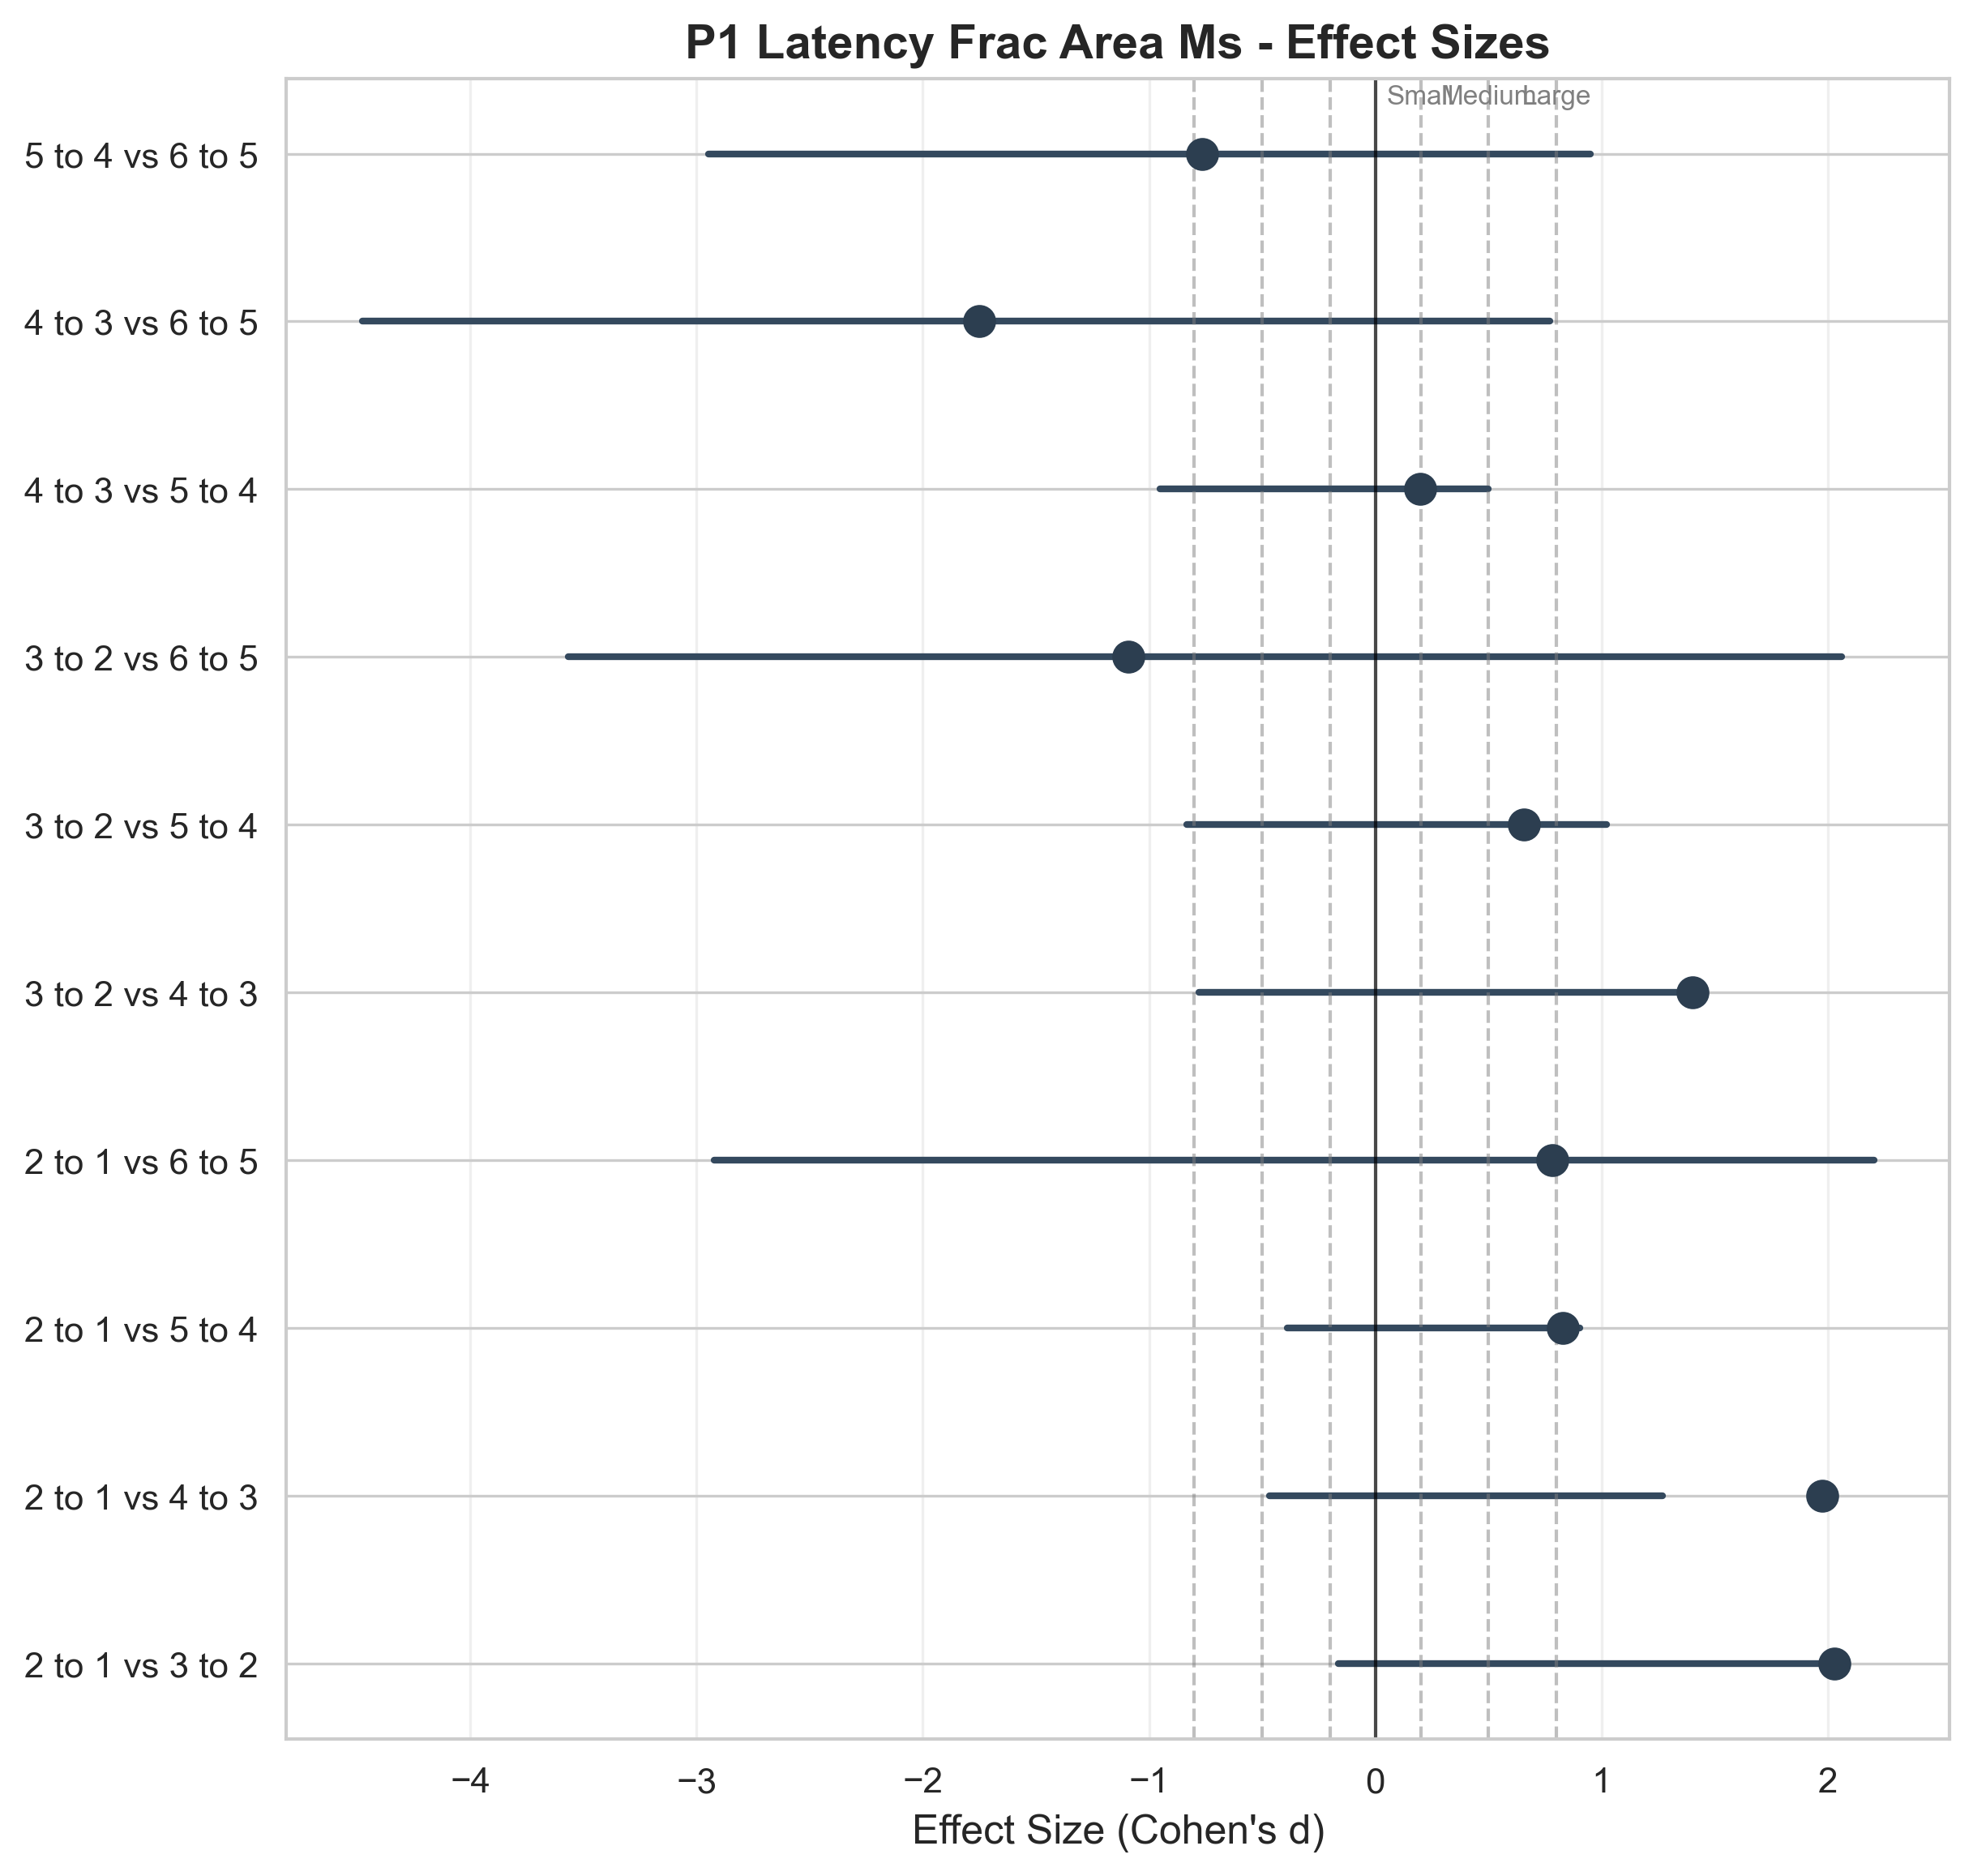 P1 Latency Frac Area Ms - Effect Sizes
Small Medium Large
5 to 4 vs 6 to 5
4 to 3 vs 6 to 5
4 to 3 vs 5 to 4
3 to 2 vs 6 to 5
3 to 2 vs 5 to 4
3 to 2 vs 4 to 3
2 to 1 vs 6 to 5
2 to 1 vs 5 to 4
2 to 1 vs 4 to 3
2 to 1 vs 3 to 2
−4 −3 −2 −1 0 1 2
Effect Size (Cohen's d)